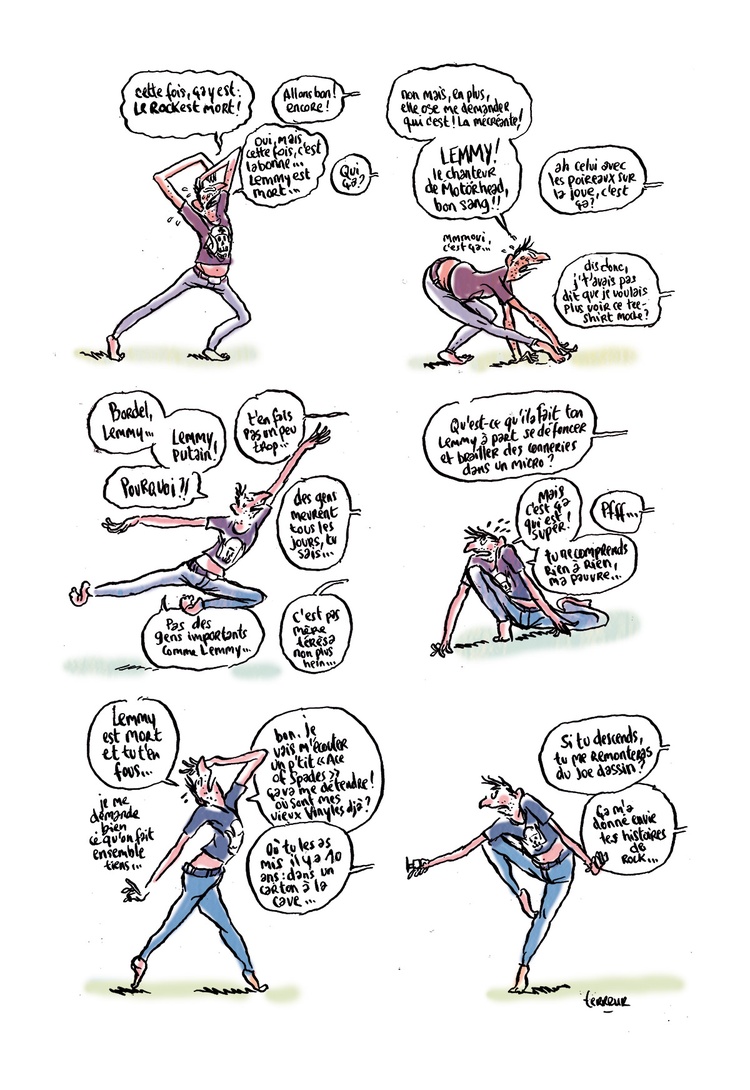 cette fois, ça y est :
LE ROCK est MORT !
Allons bon !
encore !
Oui, mais
cette fois, c'est
la bonne...
Lemmy est
mort...
Qui
ça ?
non mais, en plus,
elle ose me demander
qui c'est ! La mécréante !
LEMMY !
le chanteur
de Motörhead,
bon sang !!
ah celui avec
les poireaux sur
la joue, c'est
ça ?
Mmmoui,
c'est ça...
dis donc,
j't'avais pas
dit que je voulais
plus voir ce tee-
shirt moche ?
Bordel,
Lemmy...
Lemmy,
putain !
POURQUOI ?!
t'en fais
pas un peu
trop...
des gens
meurent
tous les
jours, tu
sais...
Pas des
gens importants
comme Lemmy...
C'est pas
mère
térésa
non plus
hein...
Qu'est-ce qu'il a fait ton
Lemmy à part se défoncer
et brailler des conneries
dans un micro ?
Mais
c'est ça
qui est
super !
Pfff...
tu ne comprends
rien à rien,
ma pauvre...
Lemmy
est mort
et tu t'en
fous...
je me
demande
bien
ce qu'on fait
ensemble
tiens...
bon. je
vais m'écouter
un p'tit « Ace
of Spades »
ça va me détendre !
où sont mes
vieux vinyles déjà ?
Où tu les as
mis il y a 10
ans : dans un
carton à la
cave...
Si tu descends,
tu me remonteras
du Joe Dassin ?
Ça m'a
donné envie
tes histoires
de
rock...
terreur